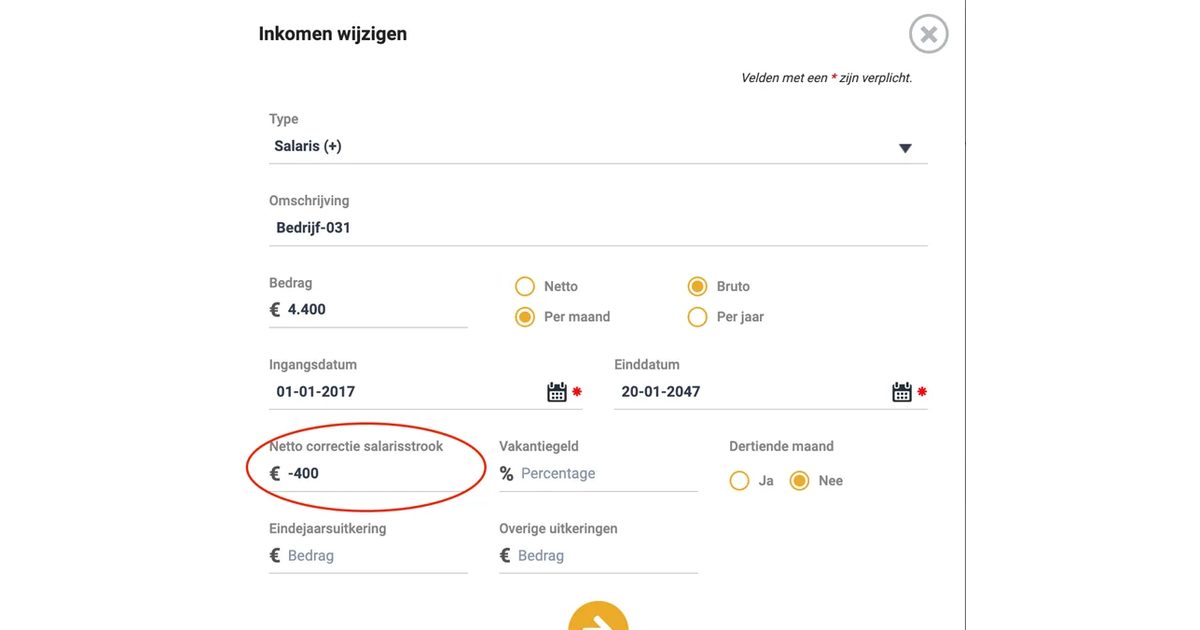 Inkomen wijzigen
Velden met een * zijn verplicht.
Type
Salaris (+)
Omschrijving
Bedrijf-031
Bedrag
€ 4.400
Netto
Bruto
Per maand
Per jaar
Ingangsdatum
Einddatum
01-01-2017 *
20-01-2047 *
Netto correctie salarisstrook
Vakantiegeld
Dertiende maand
€ -400
% Percentage
Ja
Nee
Eindejaarsuitkering
Overige uitkeringen
€ Bedrag
€ Bedrag